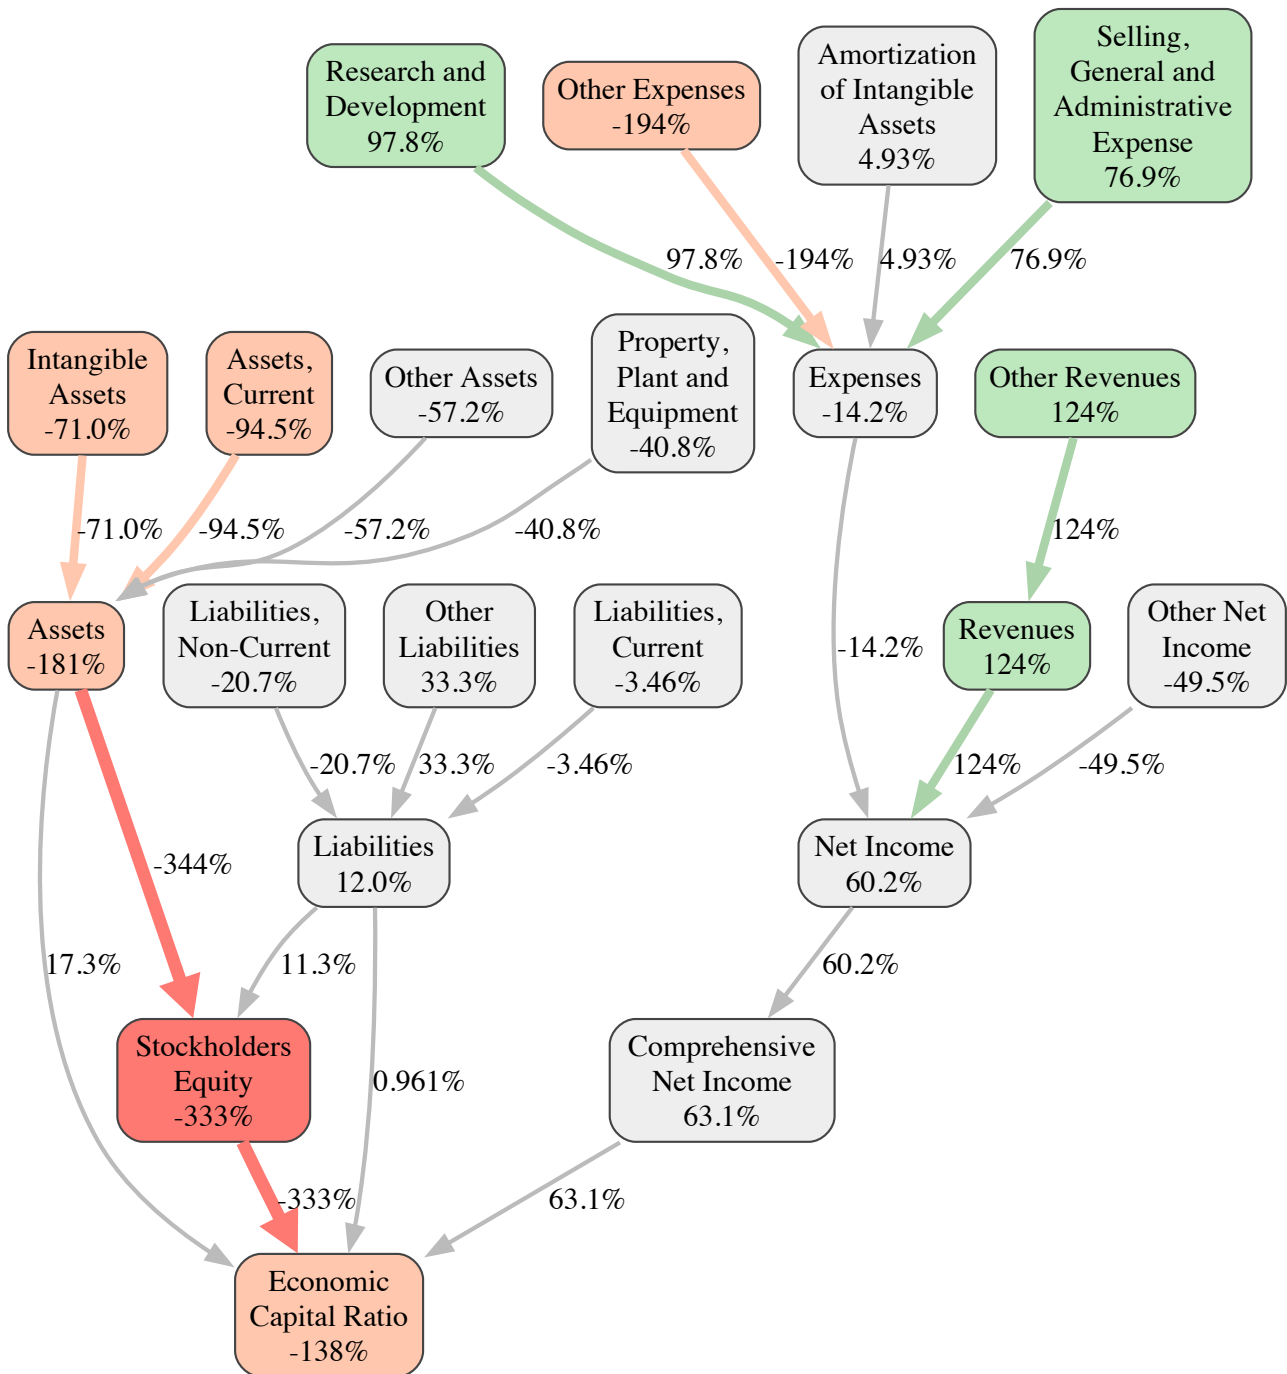 Research and
Development
97.8%
Other Expenses
-194%
Amortization
of Intangible
Assets
4.93%
Selling,
General and
Administrative
Expense
76.9%
97.8%
-194%
4.93%
76.9%
Intangible
Assets
-71.0%
Assets,
Current
-94.5%
Other Assets
-57.2%
Property,
Plant and
Equipment
-40.8%
Expenses
-14.2%
Other Revenues
124%
-71.0%
-94.5%
-57.2%
-40.8%
124%
Assets
-181%
Liabilities,
Non-Current
-20.7%
Other
Liabilities
33.3%
Liabilities,
Current
-3.46%
-14.2%
Revenues
124%
Other Net
Income
-49.5%
-20.7%
33.3%
-3.46%
124%
-49.5%
-344%
Liabilities
12.0%
Net Income
60.2%
17.3%
11.3%
60.2%
Stockholders
Equity
-333%
0.961%
Comprehensive
Net Income
63.1%
-333%
63.1%
Economic
Capital Ratio
-138%